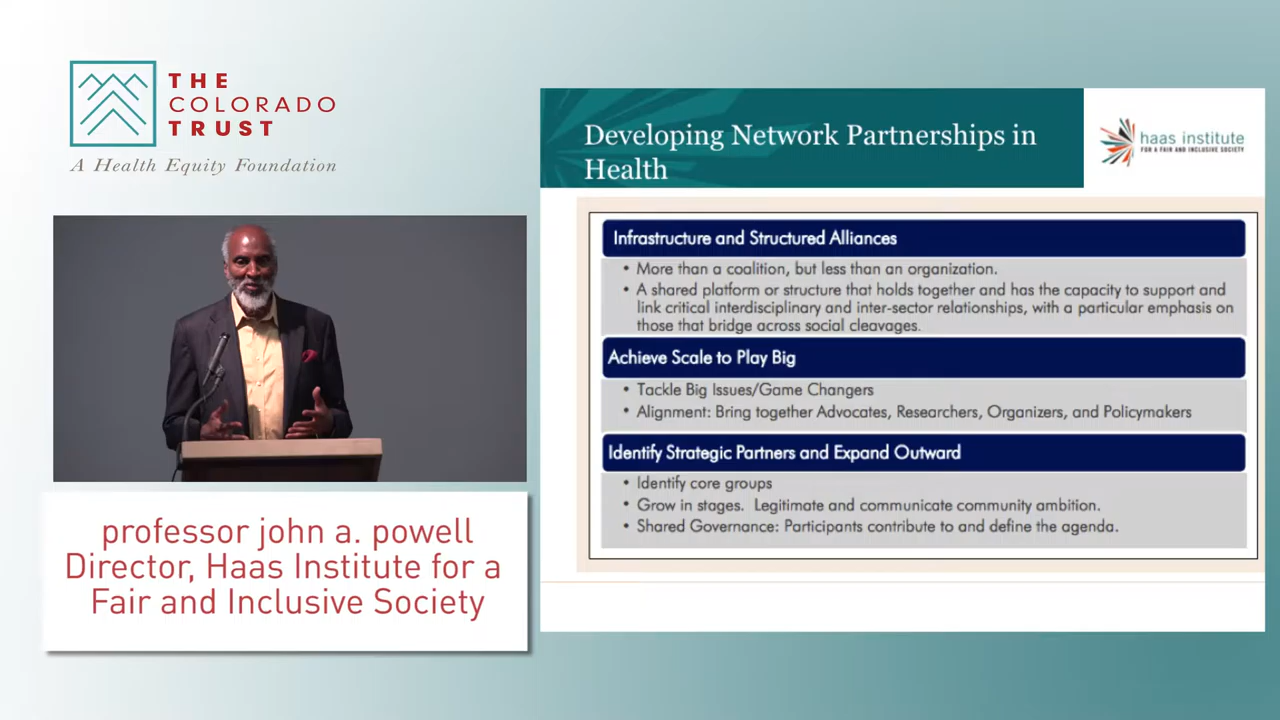 THE
COLORADO
TRUST
A Health Equity Foundation
professor john a. powell
Director, Haas Institute for a
Fair and Inclusive Society
Developing Network Partnerships in
Health
haas institute
FOR A FAIR AND INCLUSIVE SOCIETY
Infrastructure and Structured Alliances
• More than a coalition, but less than an organization.
• A shared platform or structure that holds together and has the capacity to support and
link critical interdisciplinary and inter-sector relationships, with a particular emphasis on
those that bridge across social cleavages.
Achieve Scale to Play Big
• Tackle Big Issues/Game Changers
• Alignment: Bring together Advocates, Researchers, Organizers, and Policymakers
Identify Strategic Partners and Expand Outward
• Identify core groups
• Grow in stages. Legitimate and communicate community ambition.
• Shared Governance: Participants contribute to and define the agenda.